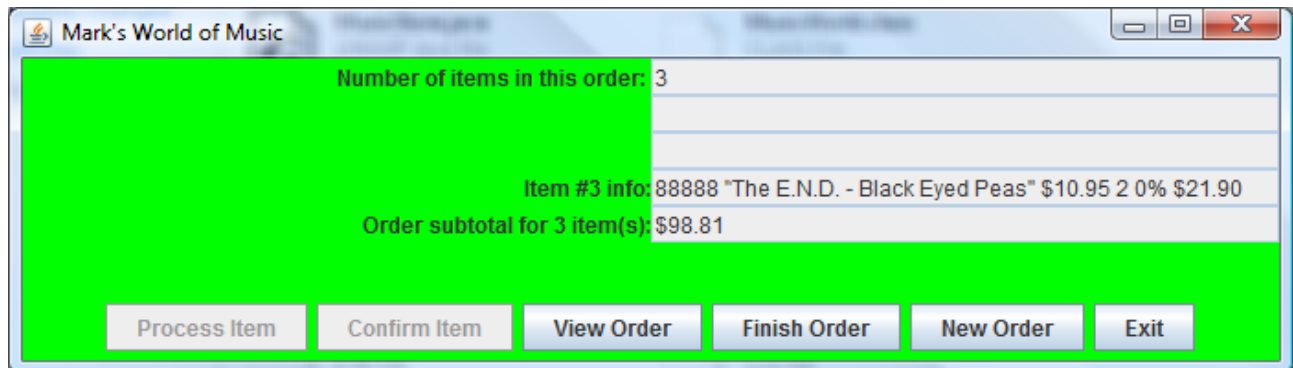 Mark's World of Music
Number of items in this order: 3
Item #3 info: 88888 "The E.N.D. - Black Eyed Peas" $10.95 2 0% $21.90
Order subtotal for 3 item(s): $98.81
Process Item Confirm Item View Order Finish Order New Order Exit